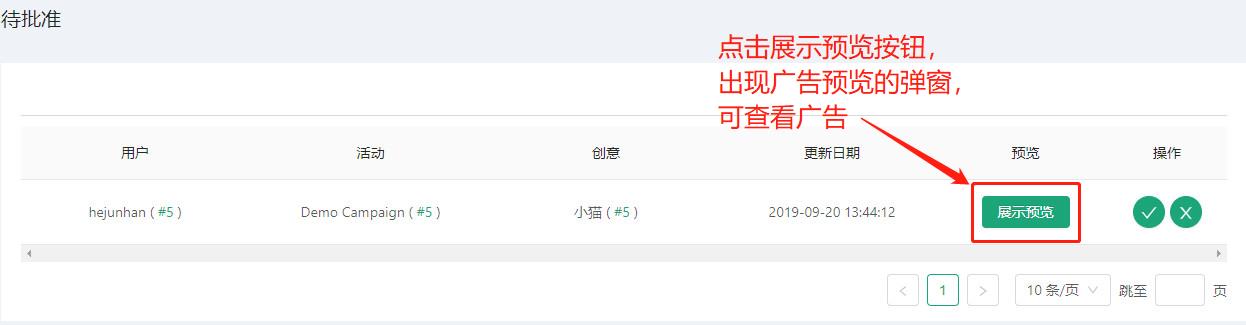 待批准
点击展示预览按钮，
出现广告预览的弹窗，
可查看广告
用户 活动 创意 更新日期 预览 操作
hejunhan ( #5 ) Demo Campaign ( #5 ) 小猫 ( #5 ) 2019-09-20 13:44:12 展示预览 X
1 10 条/页 跳至 页